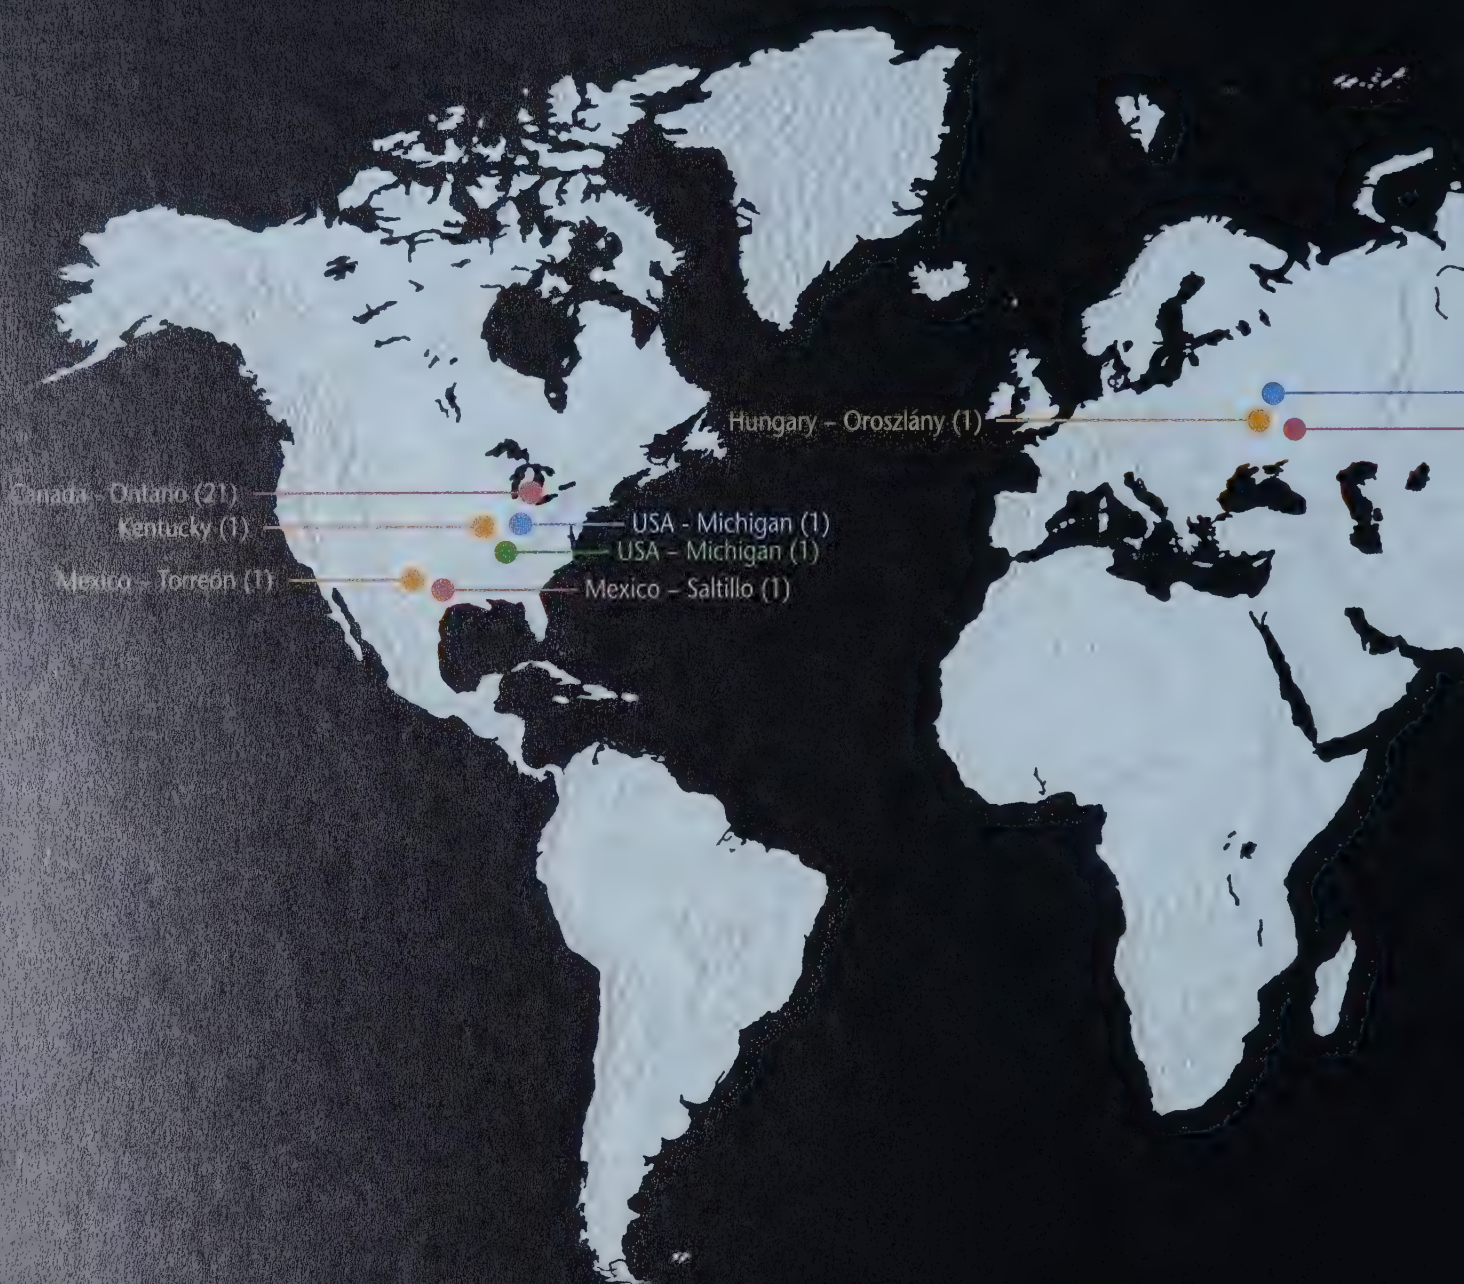 Hungary – Oroszlány (1)
Canada - Ontario (21)
Kentucky (1)
USA - Michigan (1)
USA – Michigan (1)
Mexico – Torreón (1)
Mexico – Saltillo (1)